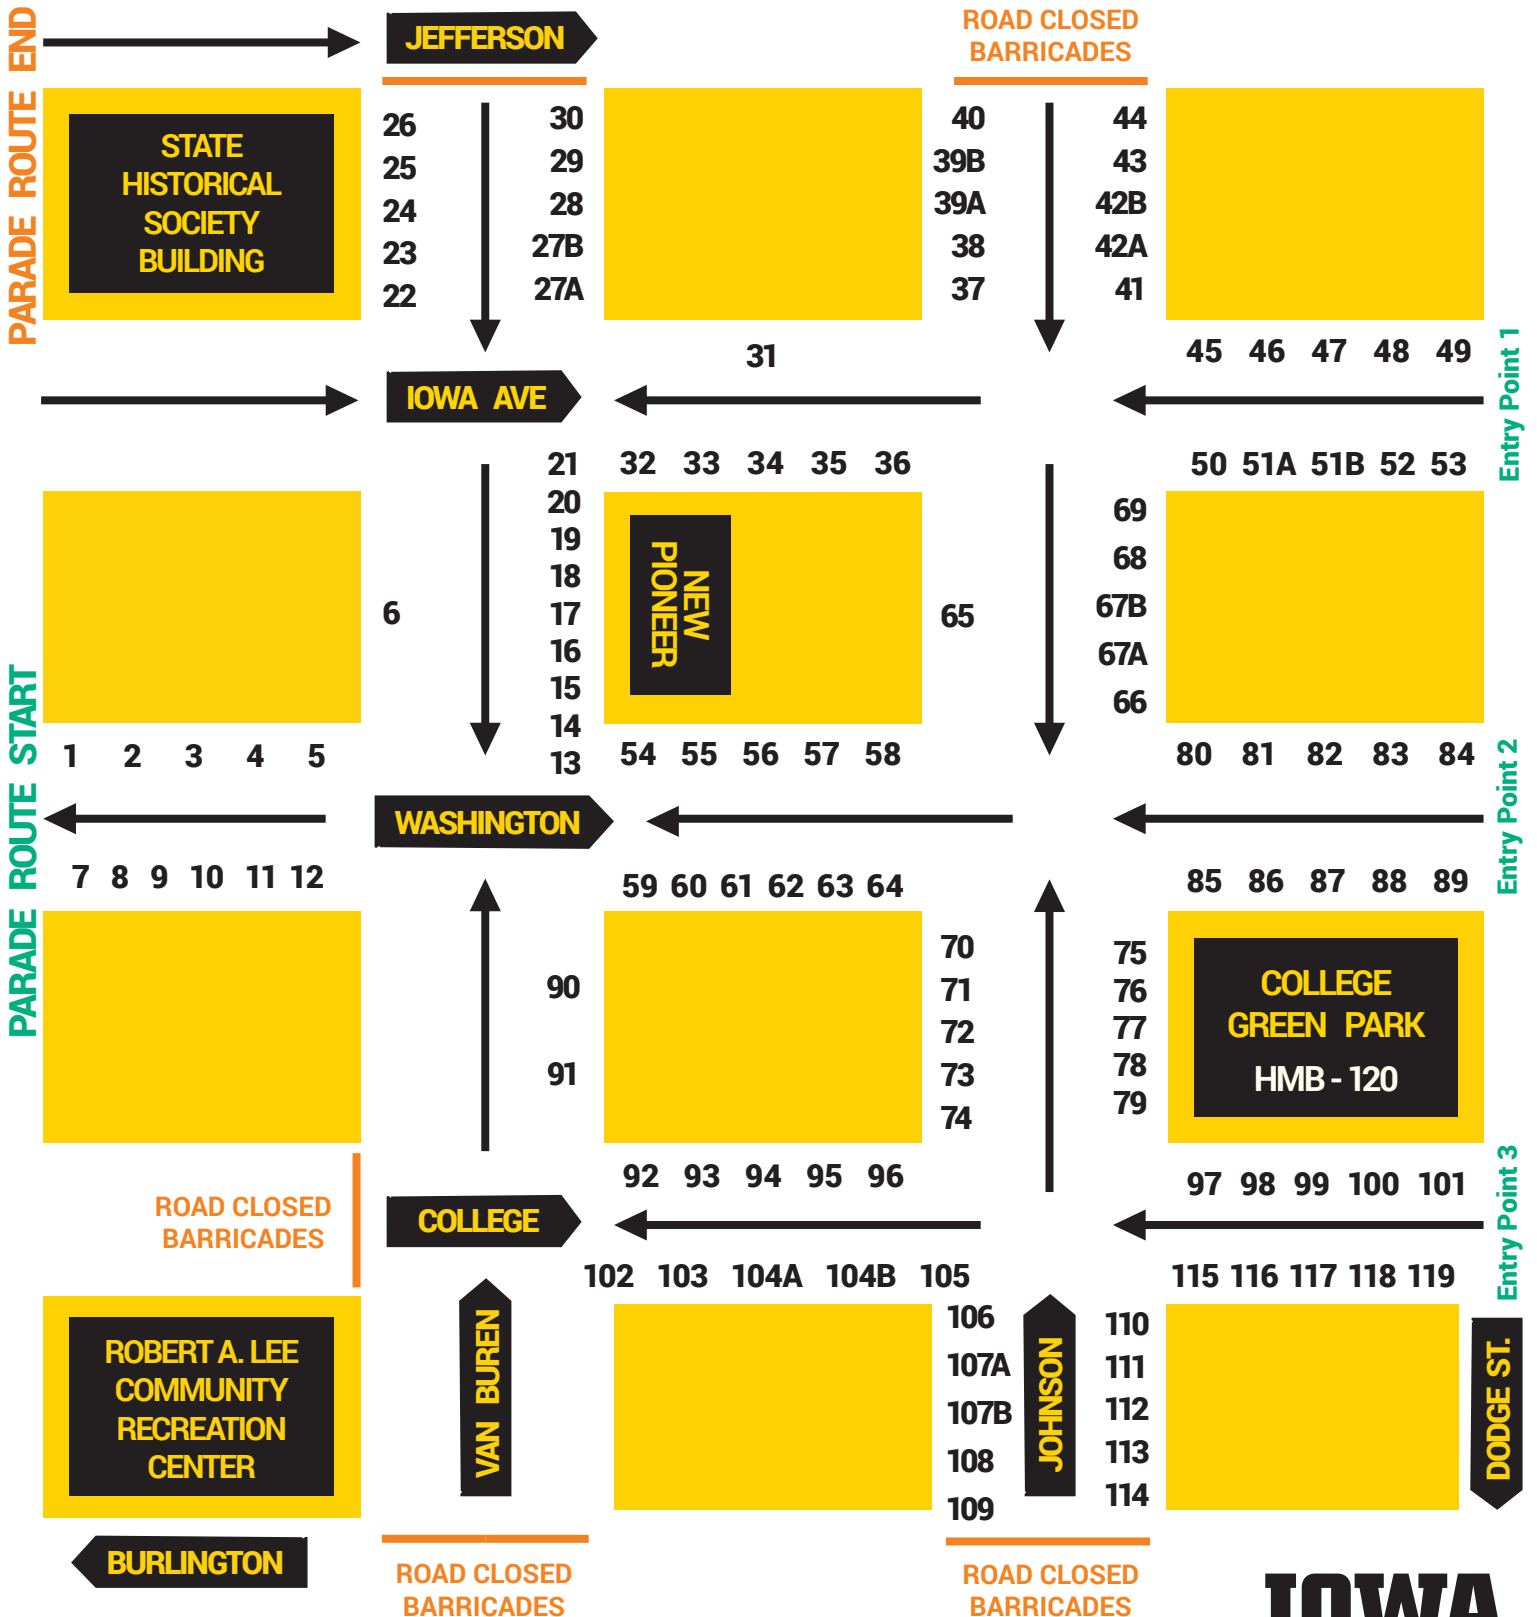 PARADE ROUTE END
JEFFERSON
ROAD CLOSED
BARRICADES
STATE
HISTORICAL
SOCIETY
BUILDING
26
25
24
23
22
30
29
28
27B
27A
40
39B
39A
38
37
44
43
42B
42A
41
31
45 46 47 48 49
Entry Point 1
IOWA AVE
21
20
19
18
17
16
15
14
13
32 33 34 35 36
50 51A 51B 52 53
6
NEW
PIONEER
65
69
68
67B
67A
66
PARADE ROUTE START
1 2 3 4 5
54 55 56 57 58
80 81 82 83 84
Entry Point 2
WASHINGTON
7 8 9 10 11 12
59 60 61 62 63 64
85 86 87 88 89
90
91
70
71
72
73
74
75
76
77
78
79
COLLEGE
GREEN PARK
HMB - 120
92 93 94 95 96
97 98 99 100 101
Entry Point 3
ROAD CLOSED
BARRICADES
COLLEGE
102 103 104A 104B 105
115 116 117 118 119
ROBERT A. LEE
COMMUNITY
RECREATION
CENTER
VAN BUREN
106
107A
107B
108
109
JOHNSON
110
111
112
113
114
DODGE ST.
BURLINGTON
ROAD CLOSED
BARRICADES
ROAD CLOSED
BARRICADES
IOWA